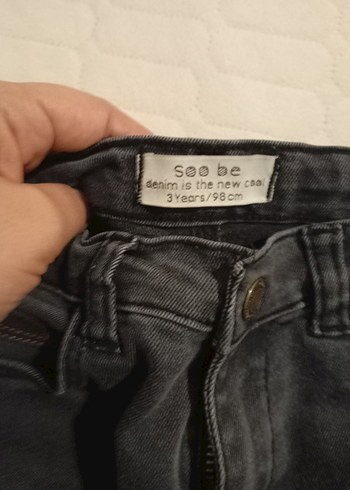 Soo be
denim is the new cool
3Years/98cm